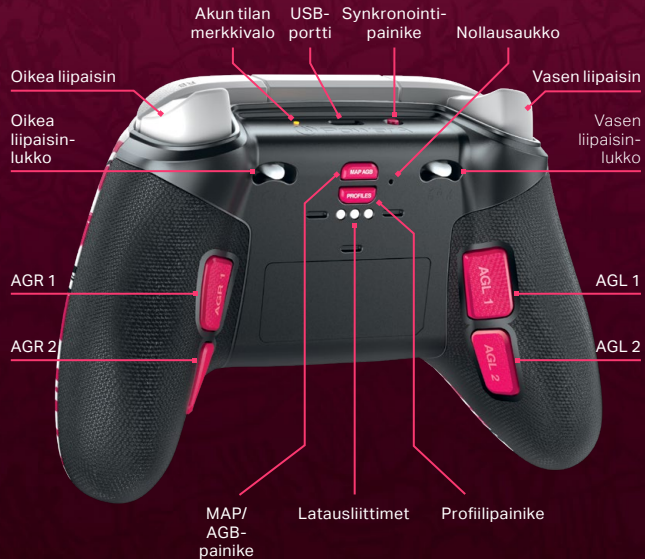 Akun tilan
merkkivalo
USB-
portti
Synkronointi-
painike
Nollausaukko
Oikea liipaisin
Vasen liipaisin
Oikea
liipaisin-
lukko
Vasen
liipaisin-
lukko
MAP AGB
PROFILES
AGR 1
AGR 1
AGL 1
AGL 1
AGR 2
AGL 2
AGL 2
MAP/
AGB-
painike
Latausliittimet
Profiilipainike